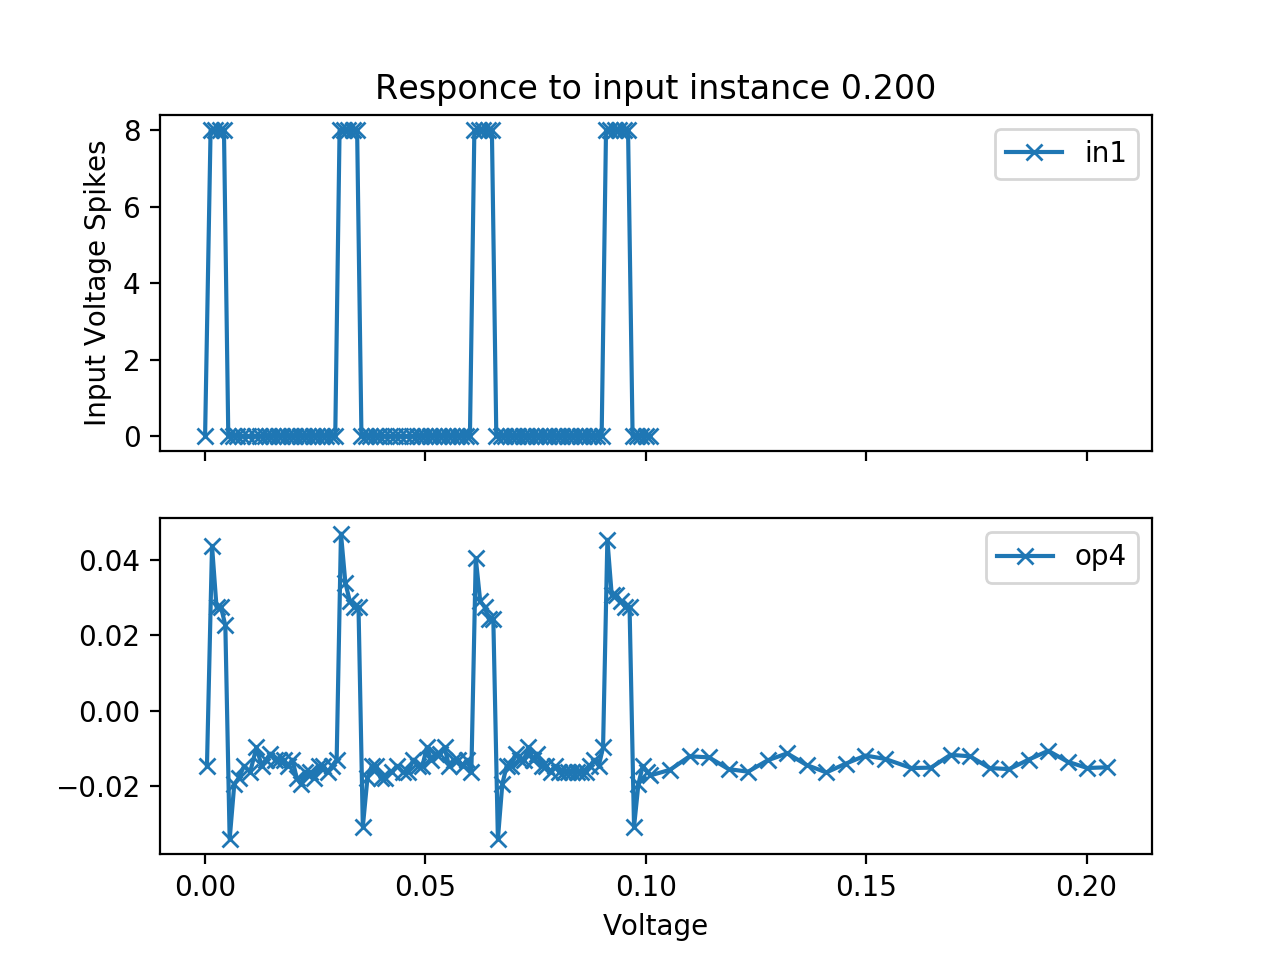 Responce to input instance 0.200
8
6
4
2
0
Input Voltage Spikes
in1
0.04
0.02
0.00
−0.02
op4
0.00 0.05 0.10 0.15 0.20
Voltage